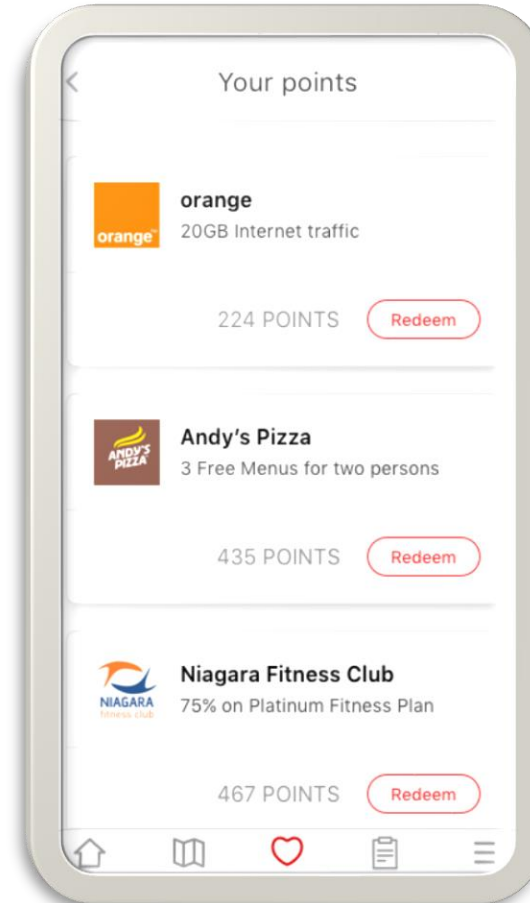 Your points
orange
orange™
20GB Internet traffic
224 POINTS
Redeem
ANDY'S
PIZZA
Andy's Pizza
3 Free Menus for two persons
435 POINTS
Redeem
NIAGARA
fitness club
Niagara Fitness Club
75% on Platinum Fitness Plan
467 POINTS
Redeem